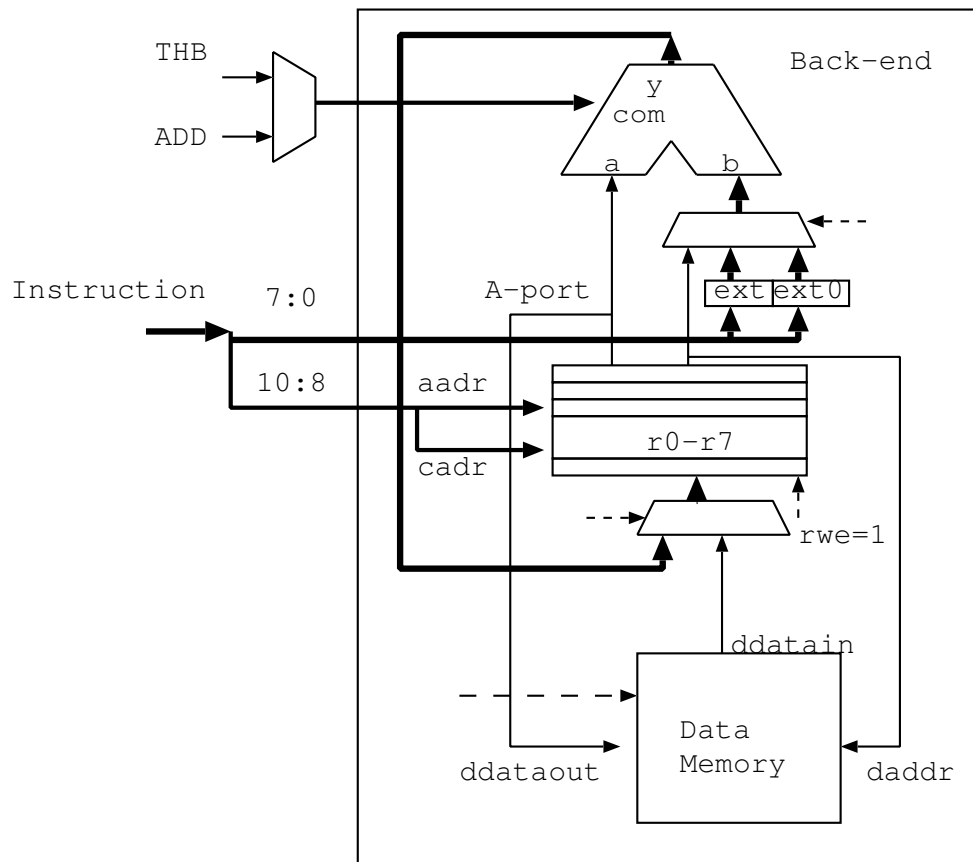 THB
Back-end
y
com
ADD
a
b
Instruction
7:0
A-port
ext
ext0
10:8
aadr
r0-r7
cadr
rwe=1
ddatain
Data
Memory
ddataout
daddr